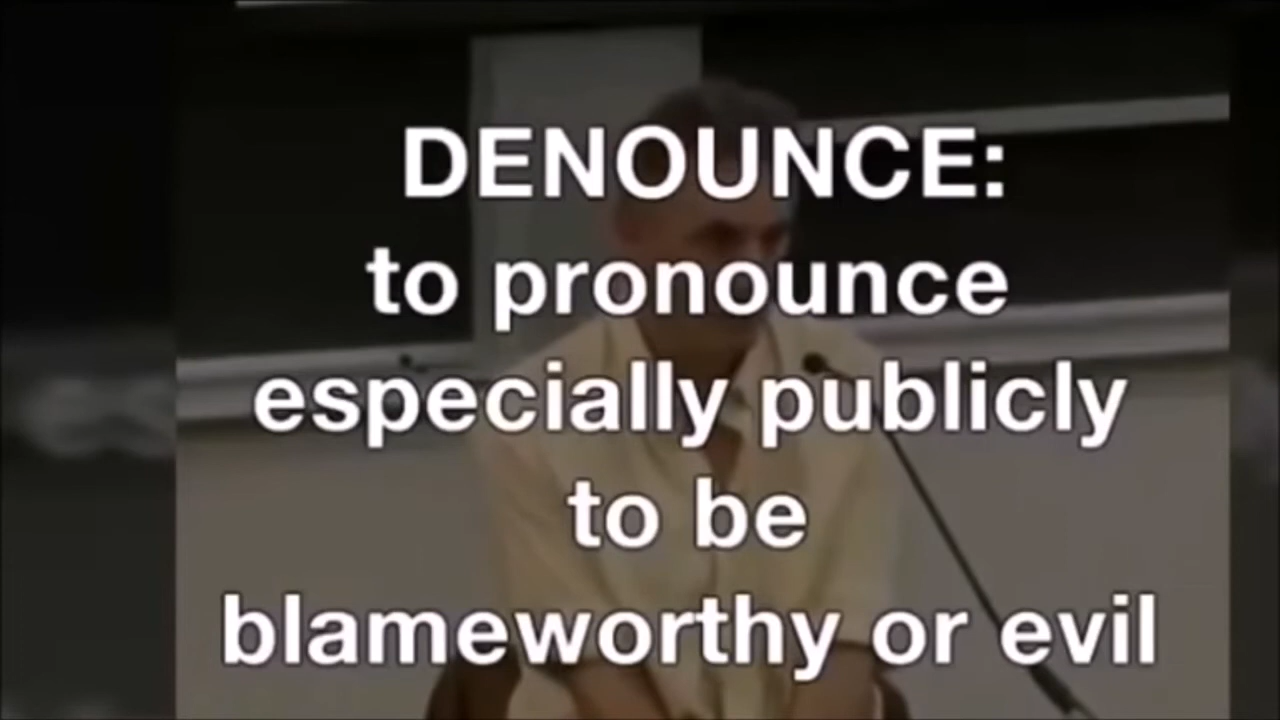 DENOUNCE:
to pronounce
especially publicly
to be
blameworthy or evil